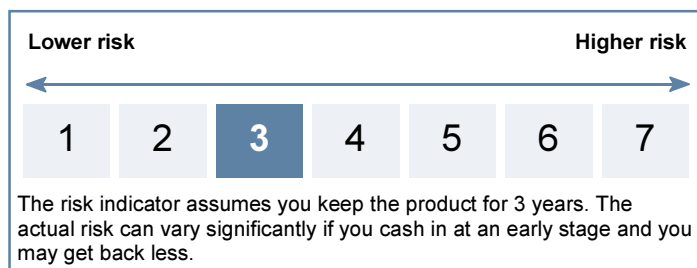 Lower risk Higher risk
1 2 3 4 5 6 7
The risk indicator assumes you keep the product for 3 years. The
actual risk can vary significantly if you cash in at an early stage and you
may get back less.